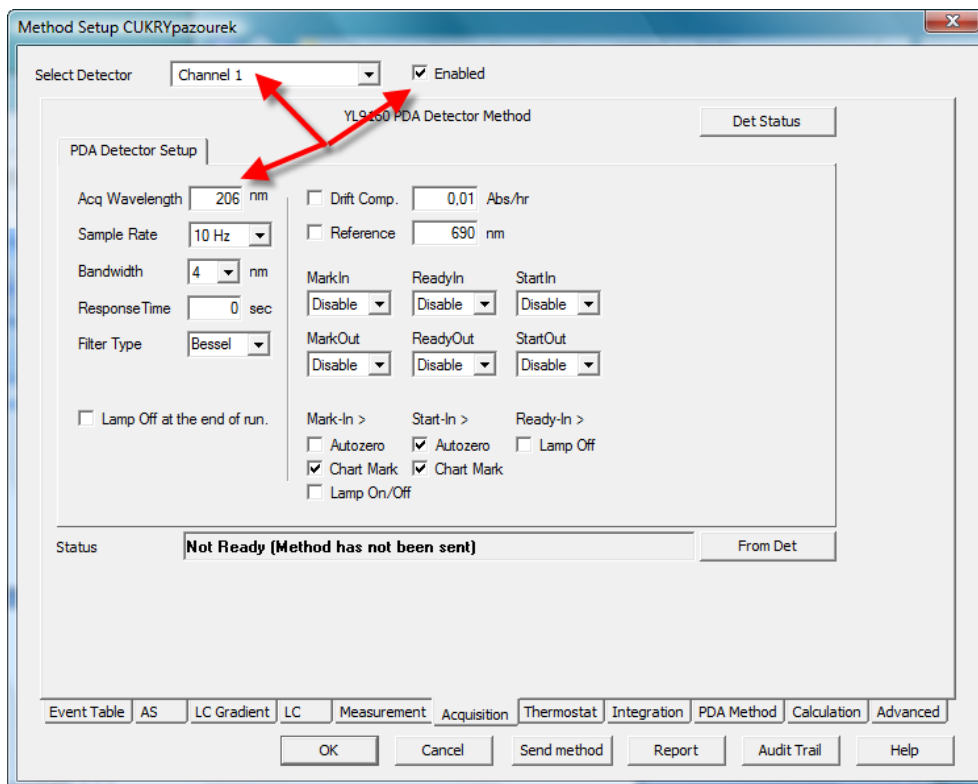 Method Setup CUKRYpazourek
Select Detector Channel 1 Enabled
YL9160 PDA Detector Method Det Status
PDA Detector Setup
Acq Wavelength 206 nm Drift Comp. 0,01 Abs/hr
Sample Rate 10 Hz Reference 690 nm
Bandwidth 4 nm MarkIn ReadyIn StartIn
ResponseTime 0 sec Disable Disable Disable
Filter Type Bessel MarkOut ReadyOut StartOut
Disable Disable Disable
Lamp Off at the end of run. Mark-In > Start-In > Ready-In >
Autozero Autozero Lamp Off
Chart Mark Chart Mark
Lamp On/Off
Status Not Ready (Method has not been sent) From Det
Event Table AS LC Gradient LC Measurement Acquisition Thermostat Integration PDA Method Calculation Advanced
OK Cancel Send method Report Audit Trail Help